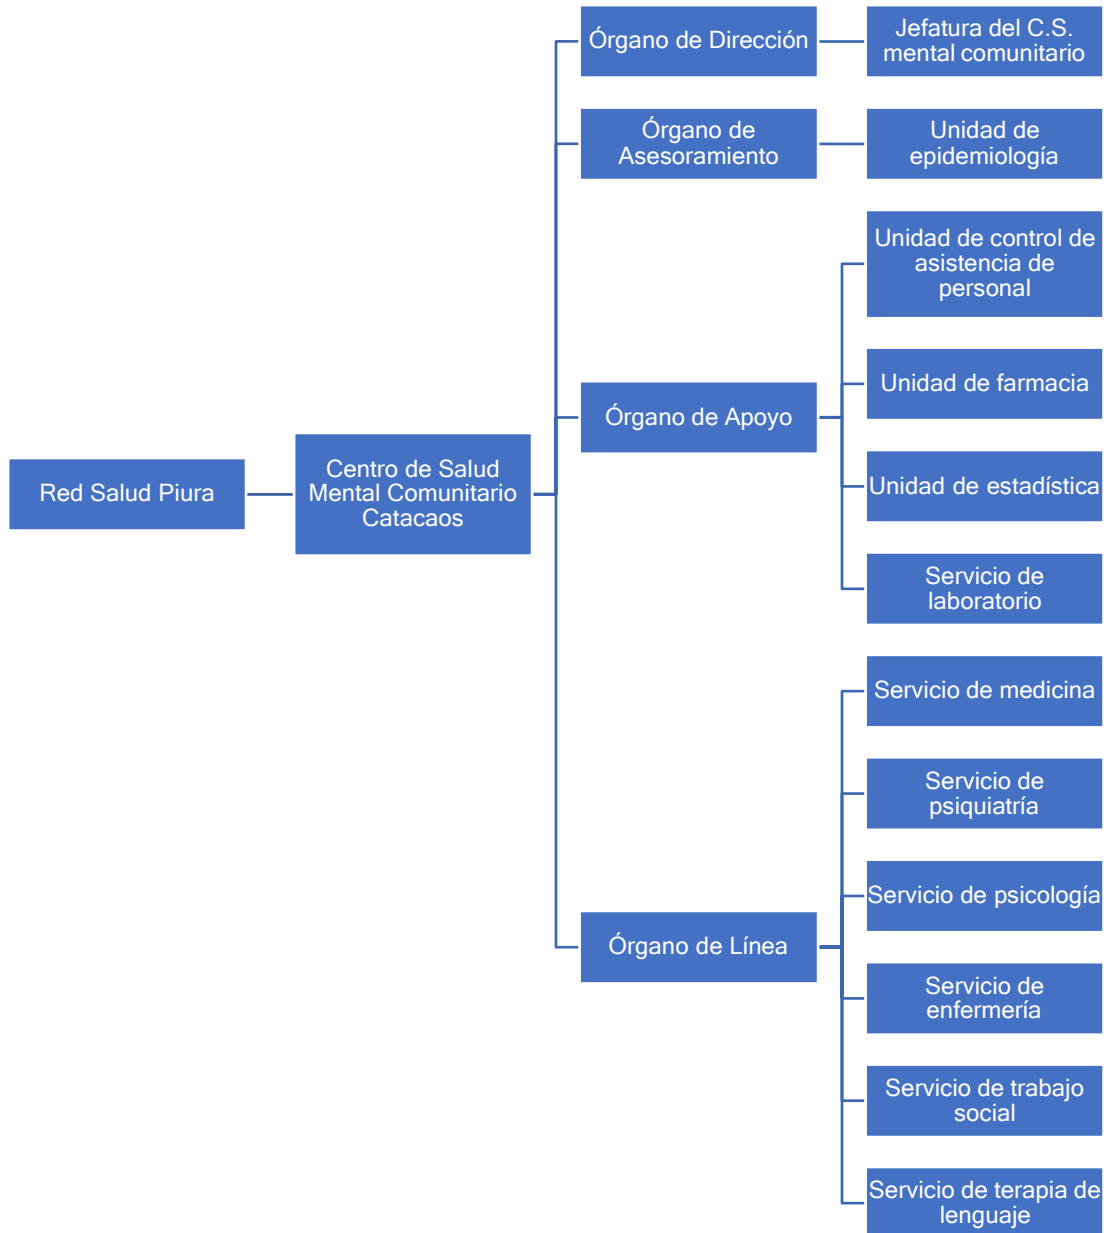 Red Salud Piura
Centro de Salud
Mental Comunitario
Catacaos
Órgano de Dirección
Jefatura del C.S.
mental comunitario
Órgano de
Asesoramiento
Unidad de
epidemiología
Órgano de Apoyo
Unidad de control de
asistencia de
personal
Unidad de farmacia
Unidad de estadística
Servicio de
laboratorio
Órgano de Línea
Servicio de medicina
Servicio de
psiquiatría
Servicio de psicología
Servicio de
enfermería
Servicio de trabajo
social
Servicio de terapia de
lenguaje